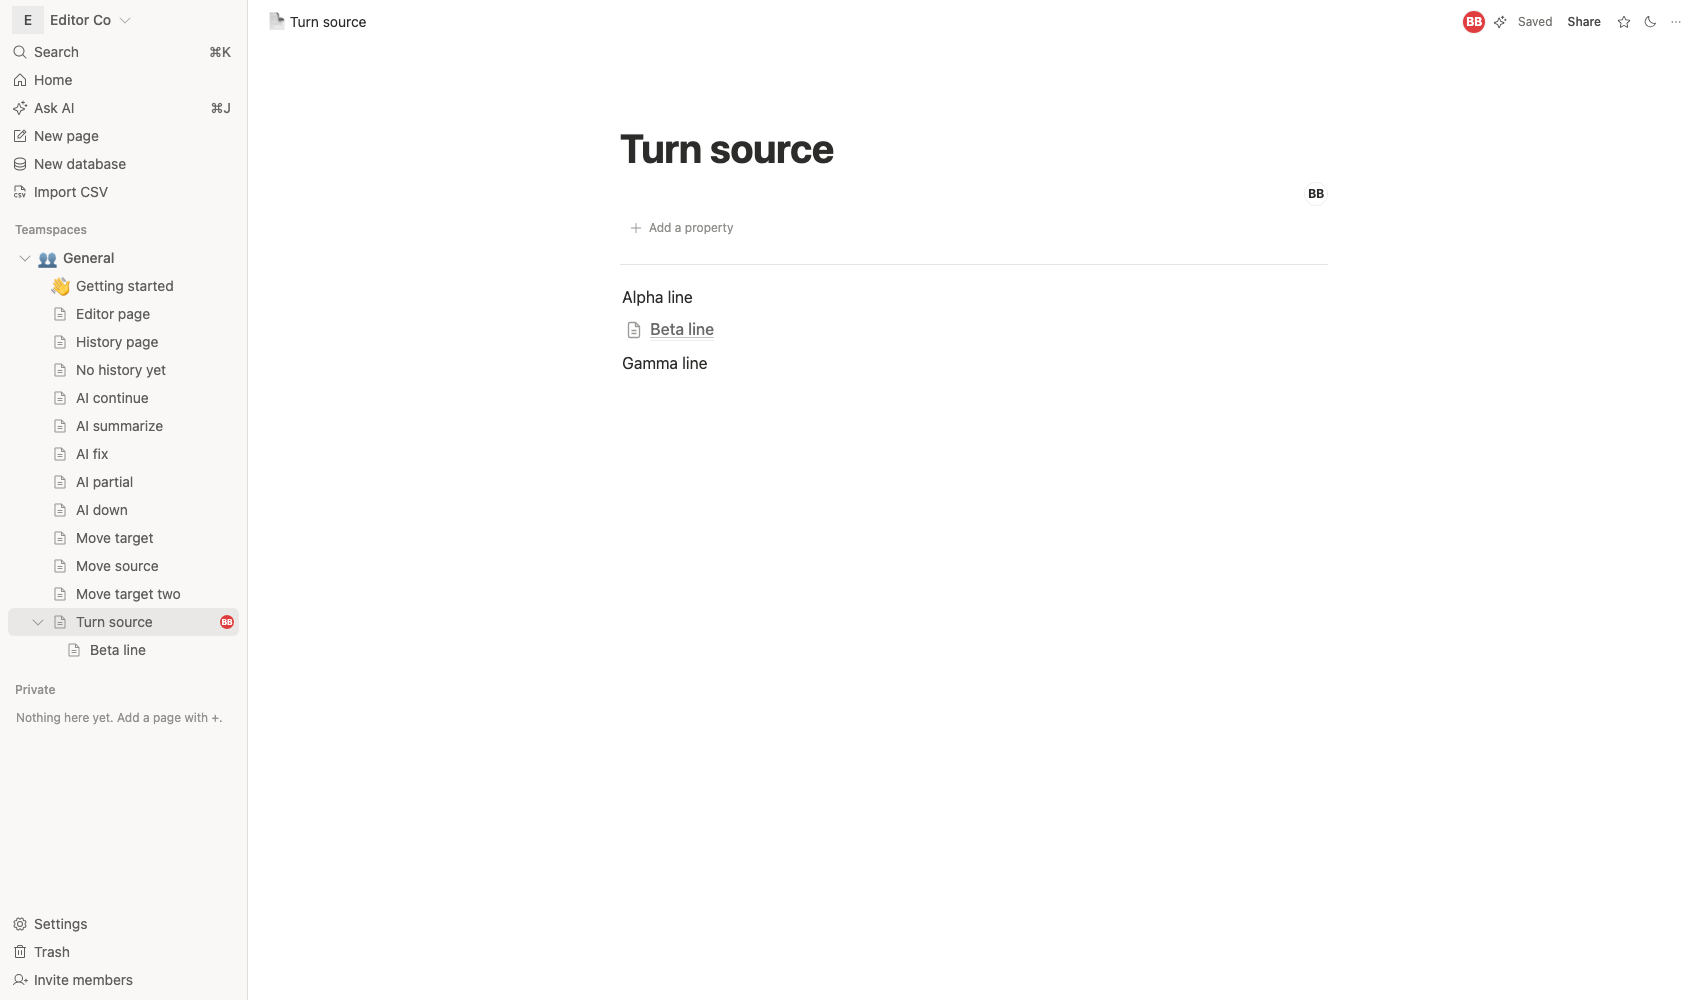 E Editor Co
Search ⌘K
Home
Ask AI ⌘J
New page
New database
Import CSV
Teamspaces
General
Getting started
Editor page
History page
No history yet
AI continue
AI summarize
AI fix
AI partial
AI down
Move target
Move source
Move target two
Turn source BB
Beta line
Private
Nothing here yet. Add a page with +.
Settings
Trash
Invite members
Turn source
BB Saved Share
Turn source
BB
Add a property
Alpha line
Beta line
Gamma line